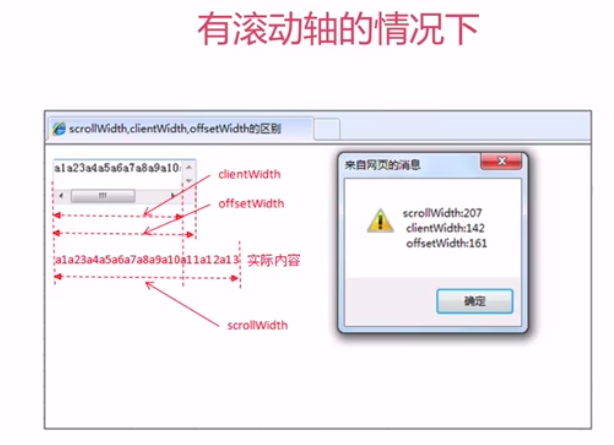 有滚动轴的情况下
scrollWidth,clientWidth,offsetWidth的区别
a1a23a4a5a6a7a8a9a10
clientWidth
offsetWidth
a1a23a4a5a6a7a8a9a10a11a12a13
实际内容
scrollWidth
来自网页的消息
scrollWidth:207
clientWidth:142
offsetWidth:161
确定